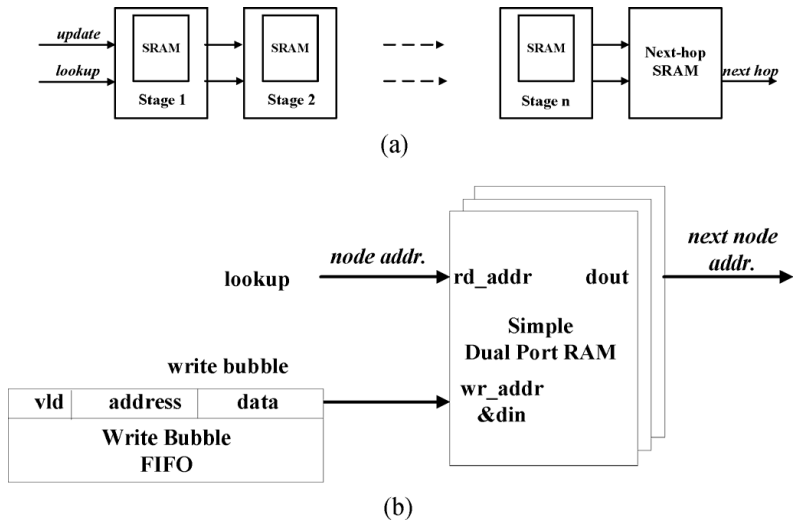 update
lookup
SRAM
Stage 1
SRAM
Stage 2
SRAM
Stage n
Next-hop
SRAM
next hop
(a)
lookup
node addr.
rd_addr
dout
next node
addr.
Simple
Dual Port RAM
write bubble
vld
address
data
wr_addr
&din
Write Bubble
FIFO
(b)